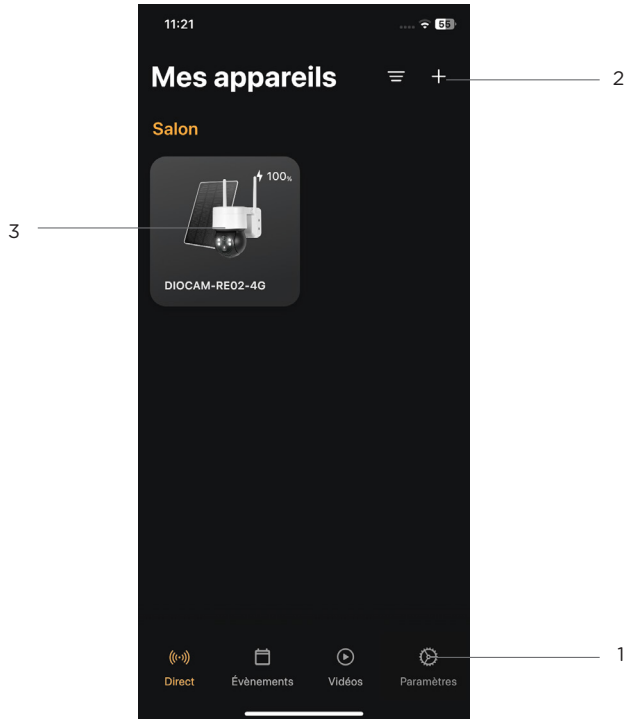 11:21 55
Mes appareils
2
Salon
100%
3
DIOCAM-RE02-4G
1
Direct Évènements Vidéos Paramètres